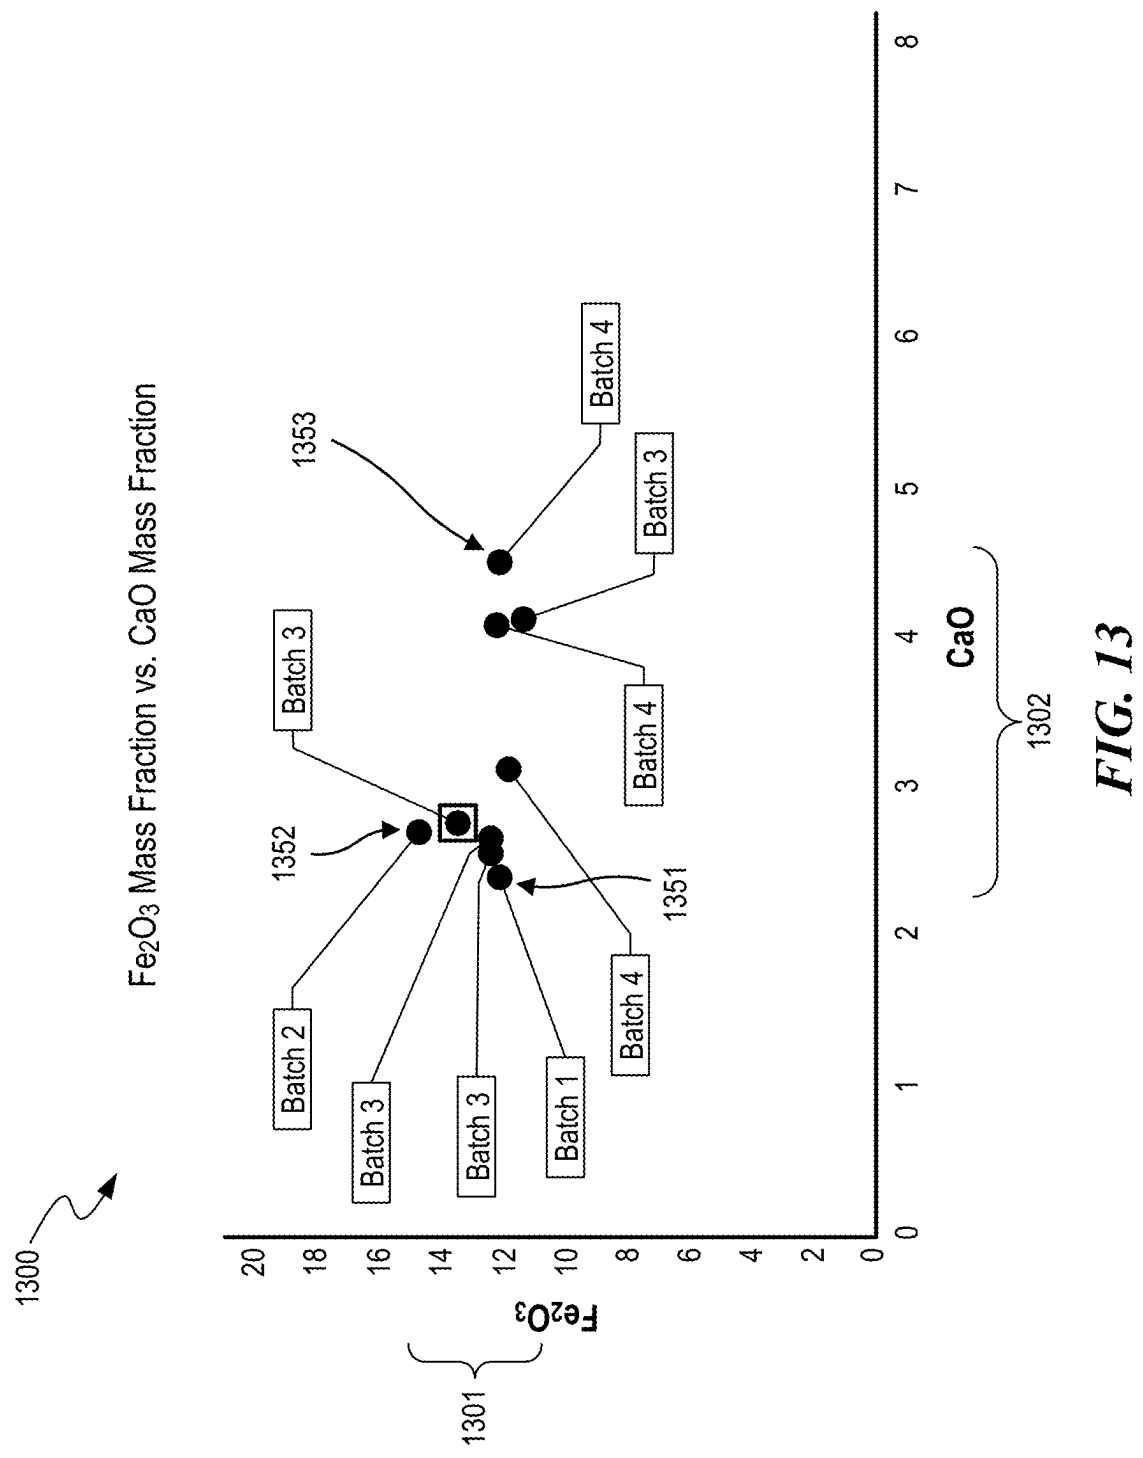 1300
Fe2O3 Mass Fraction vs. CaO Mass Fraction
1301
Fe2O3
20
18
16
14
12
10
8
6
4
2
0
Batch 2
1352
Batch 3
1353
Batch 3
Batch 3
Batch 1
1351
Batch 4
Batch 4
Batch 3
Batch 4
0
1
2
3
4
5
6
7
8
CaO
1302
FIG. 13